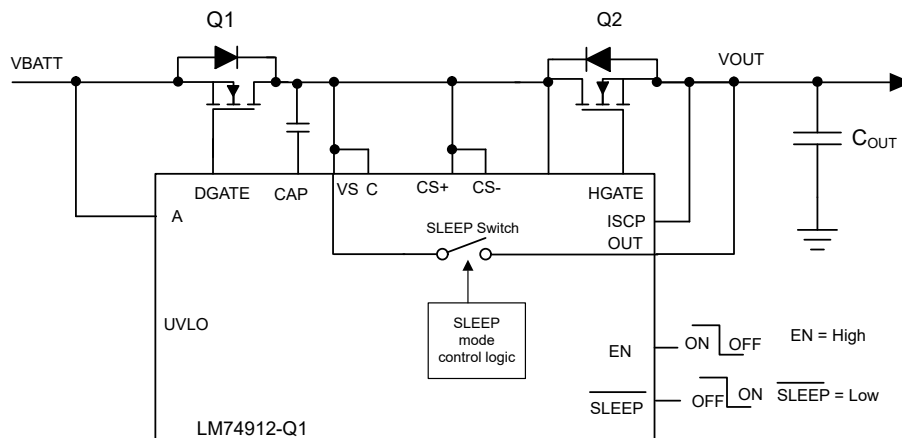 Q1 Q2
VBATT VOUT
COUT
DGATE CAP VS C CS+ CS- HGATE
A ISCP
SLEEP Switch OUT
UVLO SLEEP
mode
control logic
EN ON OFF EN = High
SLEEP OFF ON SLEEP = Low
LM74912-Q1